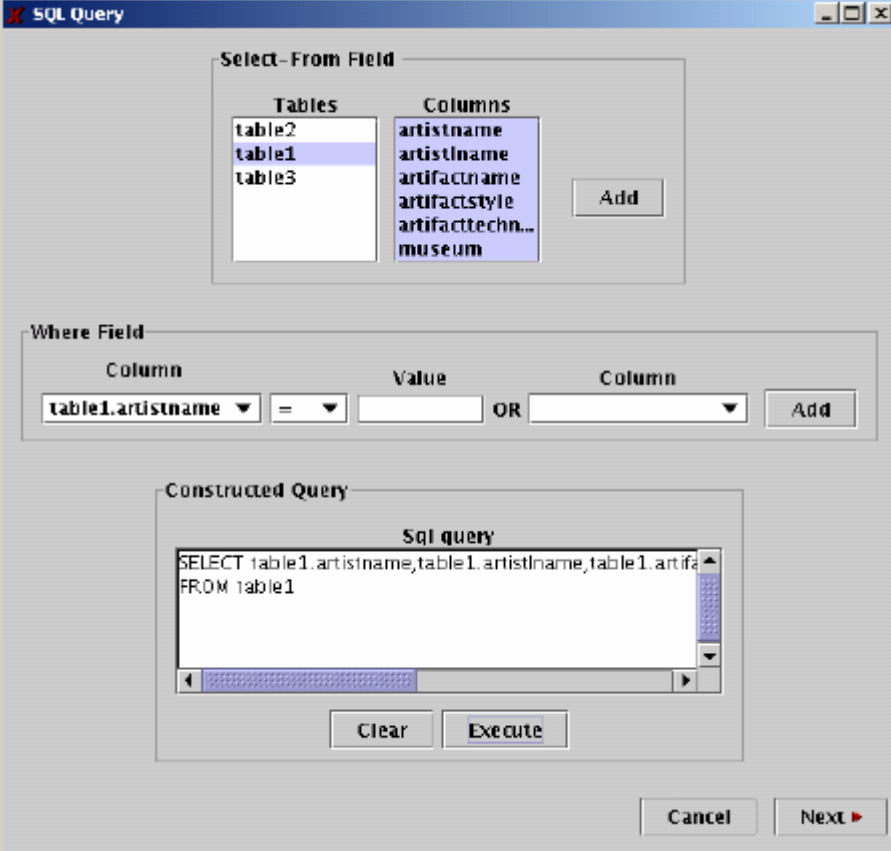 SQL Query
Select-From Field
Tables
Columns
table2
table1
table3
artistname
artistlname
artifactname
artifactstyle
artifacttechn...
museum
Add
Where Field
Column
Value
Column
table1.artistname
=
OR
Add
Constructed Query
Sql query
SELECT table1.artistname,table1.artistlname,table1.artifa
FROM table1
Clear
Execute
Cancel
Next